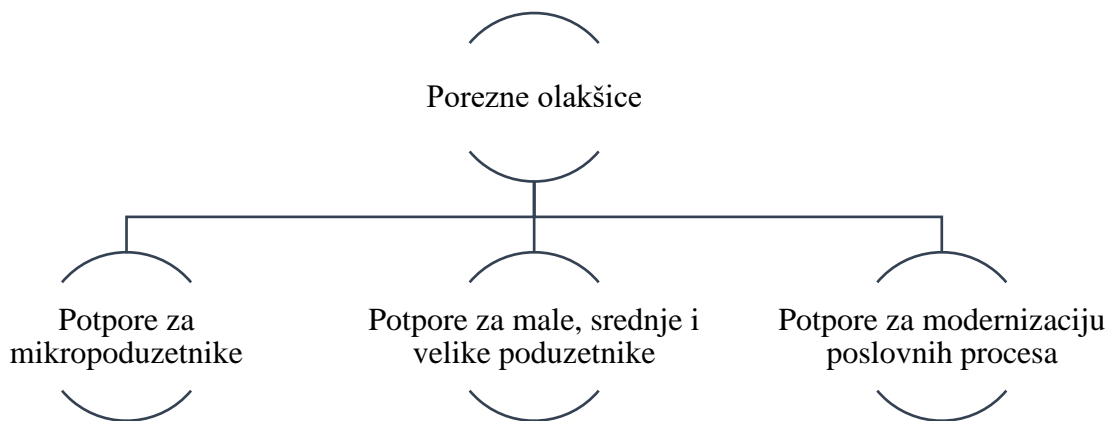 Porezne olakšice
Potpore za
mikropoduzetnike
Potpore za male, srednje i
velike poduzetnike
Potpore za modernizaciju
poslovnih procesa